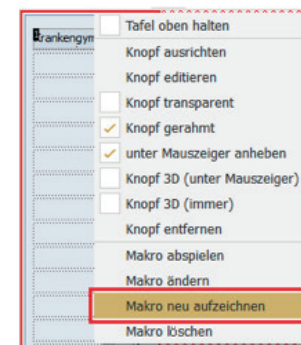 Krankengym
Tafel oben halten
Knopf ausrichten
Knopf editieren
Knopf transparent
Knopf gerahmt
unter Mauszeiger anheben
Knopf 3D (unter Mauszeiger)
Knopf 3D (immer)
Knopf entfernen
Makro abspielen
Makro ändern
Makro neu aufzeichnen
Makro löschen